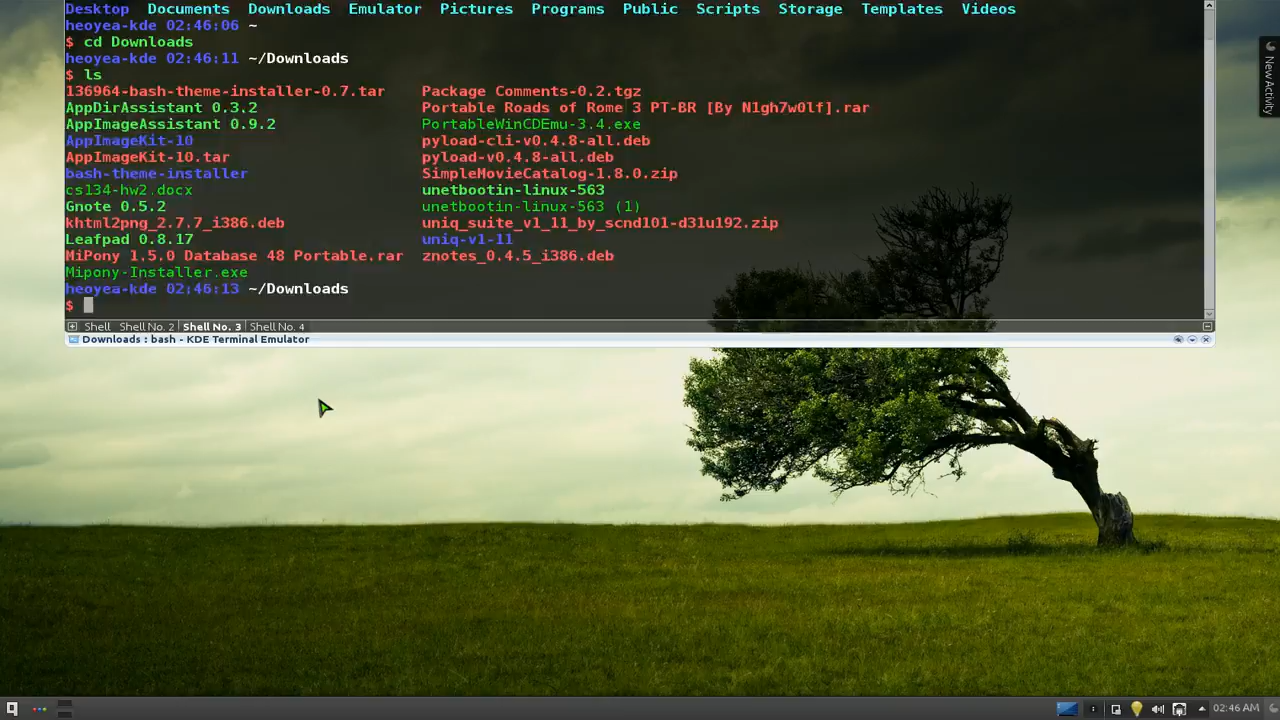 Desktop Documents Downloads Emulator Pictures Programs Public Scripts Storage Templates Videos
heoyea-kde 02:46:06 ~
$ cd Downloads
heoyea-kde 02:46:11 ~/Downloads
$ ls
136964-bash-theme-installer-0.7.tar Package Comments-0.2.tgz
AppDirAssistant 0.3.2 Portable Roads of Rome 3 PT-BR [By N1gh7w0lf].rar
AppImageAssistant 0.9.2 PortableWinCDEmu-3.4.exe
AppImageKit-10 pyload-cli-v0.4.8-all.deb
AppImageKit-10.tar pyload-v0.4.8-all.deb
bash-theme-installer SimpleMovieCatalog-1.8.0.zip
cs134-hw2.docx unetbootin-linux-563
Gnote 0.5.2 unetbootin-linux-563 (1)
khtml2png_2.7.7_i386.deb uniq_suite_v1_11_by_scnd101-d31u192.zip
Leafpad 0.8.17 uniq-v1-11
MiPony 1.5.0 Database 48 Portable.rar znotes_0.4.5_i386.deb
Mipony-Installer.exe
heoyea-kde 02:46:13 ~/Downloads
$
Shell Shell No. 2 Shell No. 3 Shell No. 4
Downloads : bash - KDE Terminal Emulator
New Activity
02:46 AM